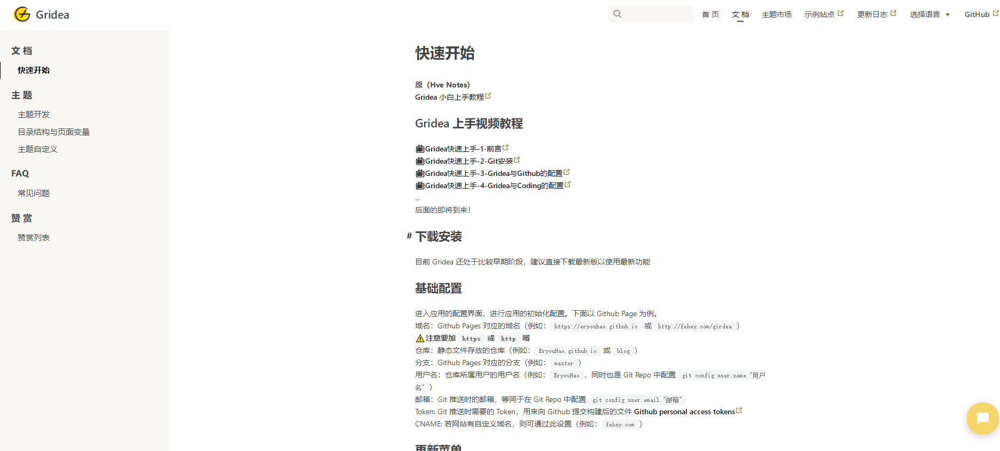 Gridea
首 页
文 档
主题市场
示例站点
更新日志
选择语言
GitHub
文 档
快速开始
主 题
主题开发
目录结构与页面变量
主题自定义
FAQ
常见问题
赞 赏
赞赏列表
快速开始
原（Hve Notes）
Gridea 小白上手教程
Gridea 上手视频教程
Gridea快速上手-1-前言
Gridea快速上手-2-Git安装
Gridea快速上手-3-Gridea与Github的配置
Gridea快速上手-4-Gridea与Coding的配置
...
后面的即将到来！
# 下载安装
目前 Gridea 还处于比较早期阶段，建议直接下载最新版以使用最新功能
基础配置
进入应用的配置界面，进行应用的初始化配置。下面以 Github Page 为例。
域名：Github Pages 对应的域名（例如： https://eryouhao.github.io 或 http://fehey.com/girdea ）
注意要加 https 或 http 哦
仓库：静态文件存放的仓库（例如： EryouHao.github.io 或 blog ）
分支：Github Pages 对应的分支（例如： master ）
用户名：仓库所属用户的用户名（例如： EryouHao ，同时也是 Git Repo 中配置 git config user.name "用户
名" ）
邮箱：Git 推送时的邮箱，等同于在 Git Repo 中配置 git config user.email "邮箱"
Token: Git 推送时需要的 Token，用来向 Github 提交构建后的文件 Github personal access tokens
CNAME: 若网站有自定义域名，则可通过此设置（例如： fehey.com ）
更新菜单